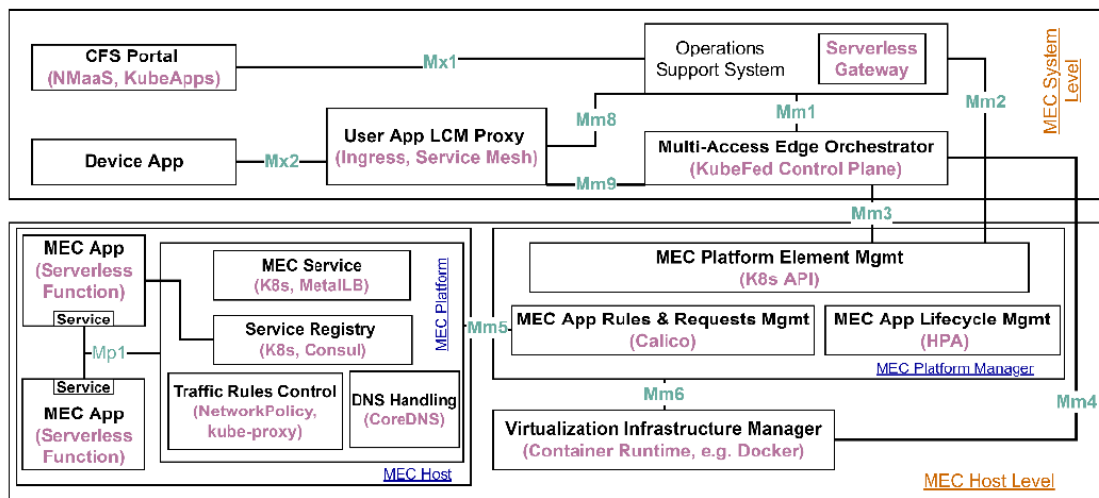 CFS Portal
(NMaaS, KubeApps)
Mx1
Operations
Support System
Serverless
Gateway
MEC System
Level
Mm2
Mm8
Mm1
Device App
Mx2
User App LCM Proxy
(Ingress, Service Mesh)
Mm9
Multi-Access Edge Orchestrator
(KubeFed Control Plane)
Mm3
MEC App
(Serverless
Function)
Service
Mp1
Service
MEC App
(Serverless
Function)
MEC Service
(K8s, MetalLB)
Service Registry
(K8s, Consul)
Traffic Rules Control
(NetworkPolicy,
kube-proxy)
DNS Handling
(CoreDNS)
MEC Platform
MEC Host
Mm5
MEC Platform Element Mgmt
(K8s API)
MEC App Rules & Requests Mgmt
(Calico)
MEC App Lifecycle Mgmt
(HPA)
MEC Platform Manager
Mm6
Mm4
Virtualization Infrastructure Manager
(Container Runtime, e.g. Docker)
MEC Host Level